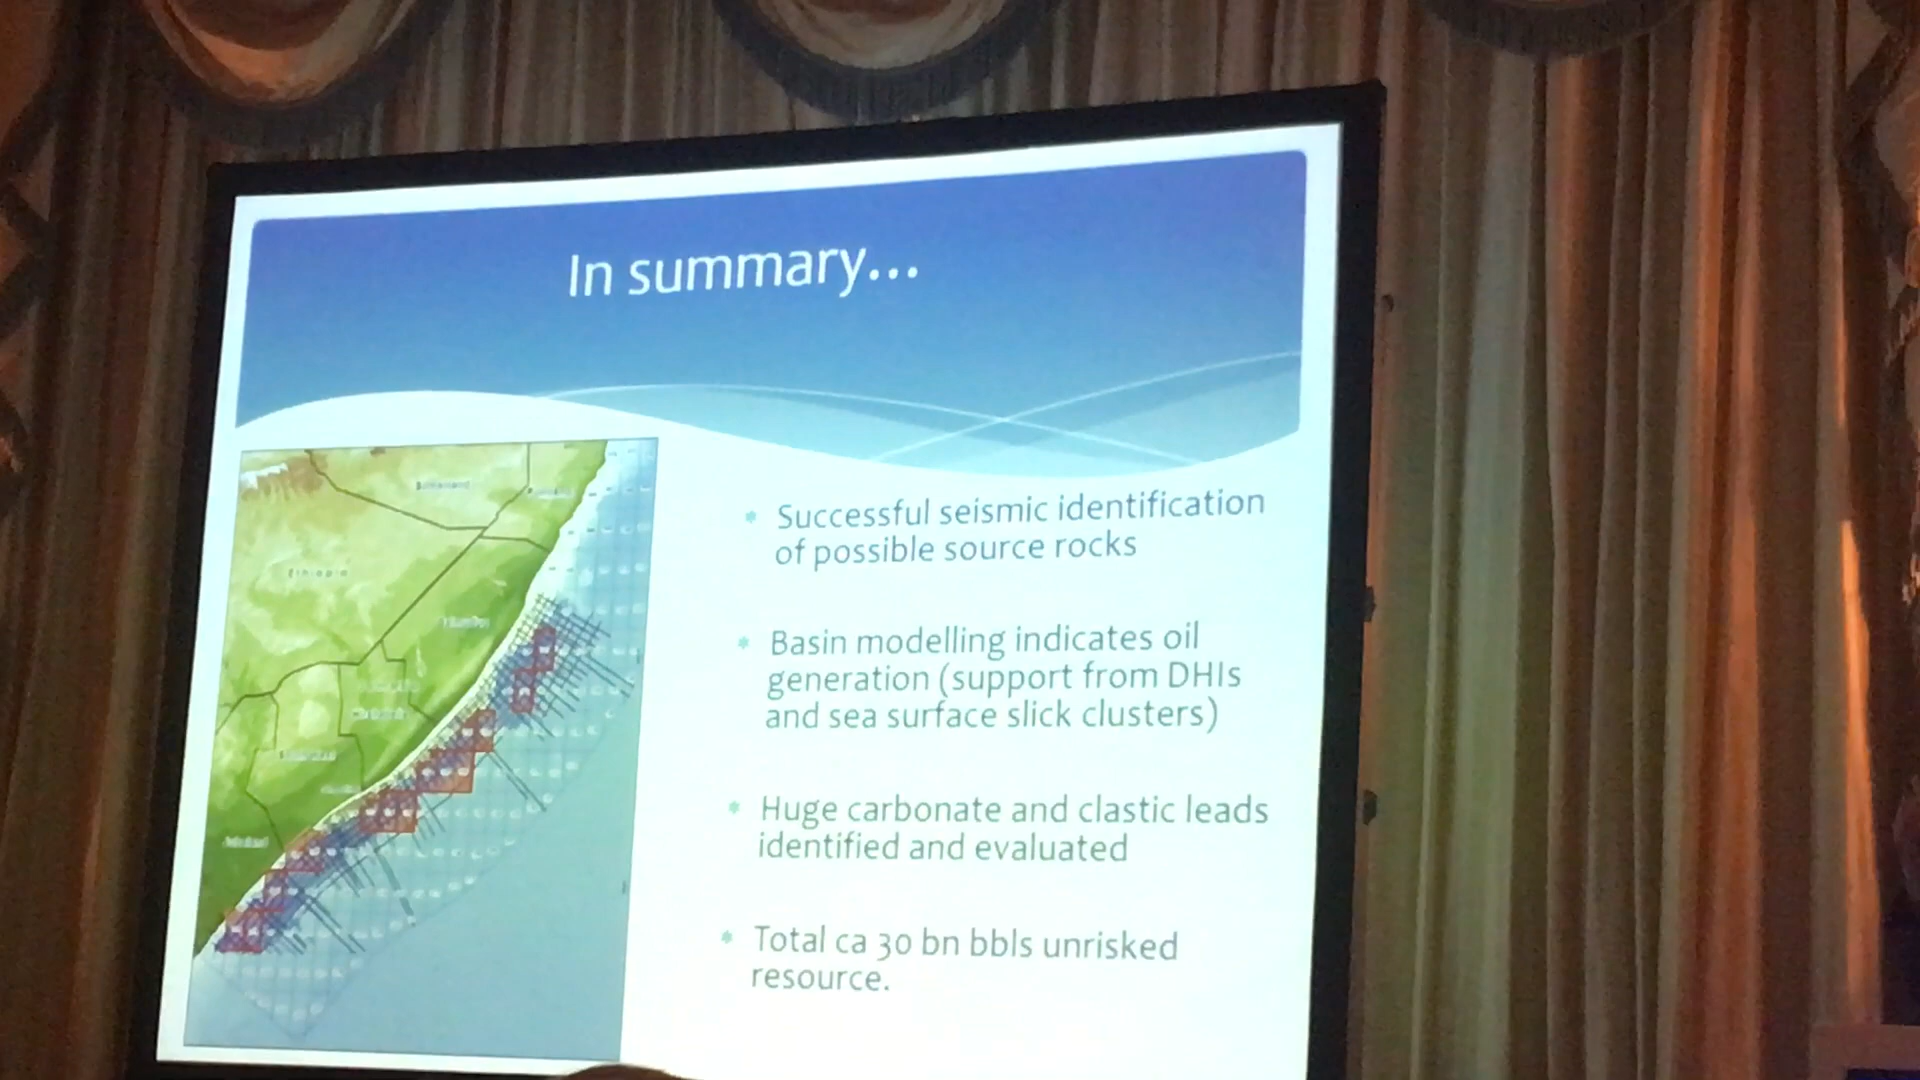 In summary...
* Successful seismic identification
of possible source rocks
* Basin modelling indicates oil
generation (support from DHIs
and sea surface slick clusters)
* Huge carbonate and clastic leads
identified and evaluated
* Total ca 30 bn bbls unrisked
resource.
Ethiopia